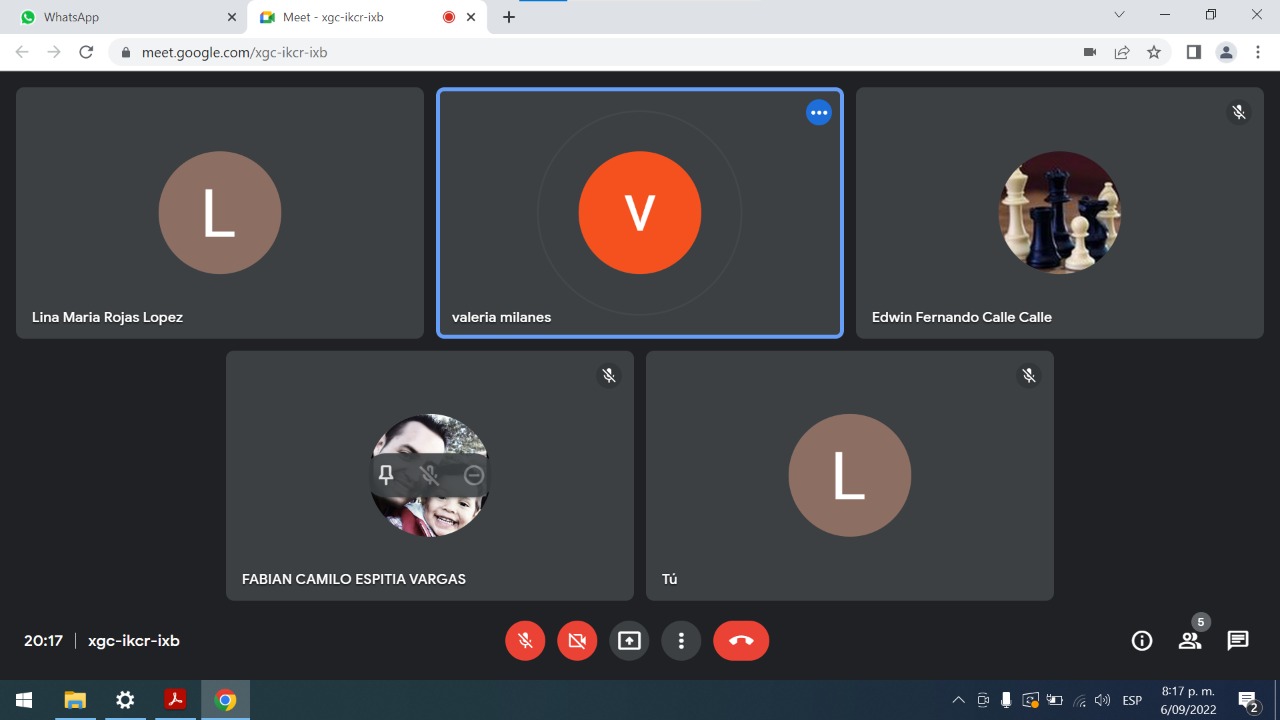 WhatsApp
Meet - xgc-ikcr-ixb
meet.google.com/xgc-ikcr-ixb
L
Lina Maria Rojas Lopez
V
valeria milanes
Edwin Fernando Calle Calle
FABIAN CAMILO ESPITIA VARGAS
L
Tú
20:17 | xgc-ikcr-ixb
5
ESP
8:17 p. m.
6/09/2022
2